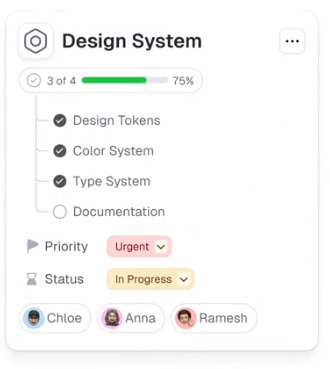 Design System
3 of 4 75%
Design Tokens
Color System
Type System
Documentation
Priority Urgent
Status In Progress
Chloe Anna Ramesh